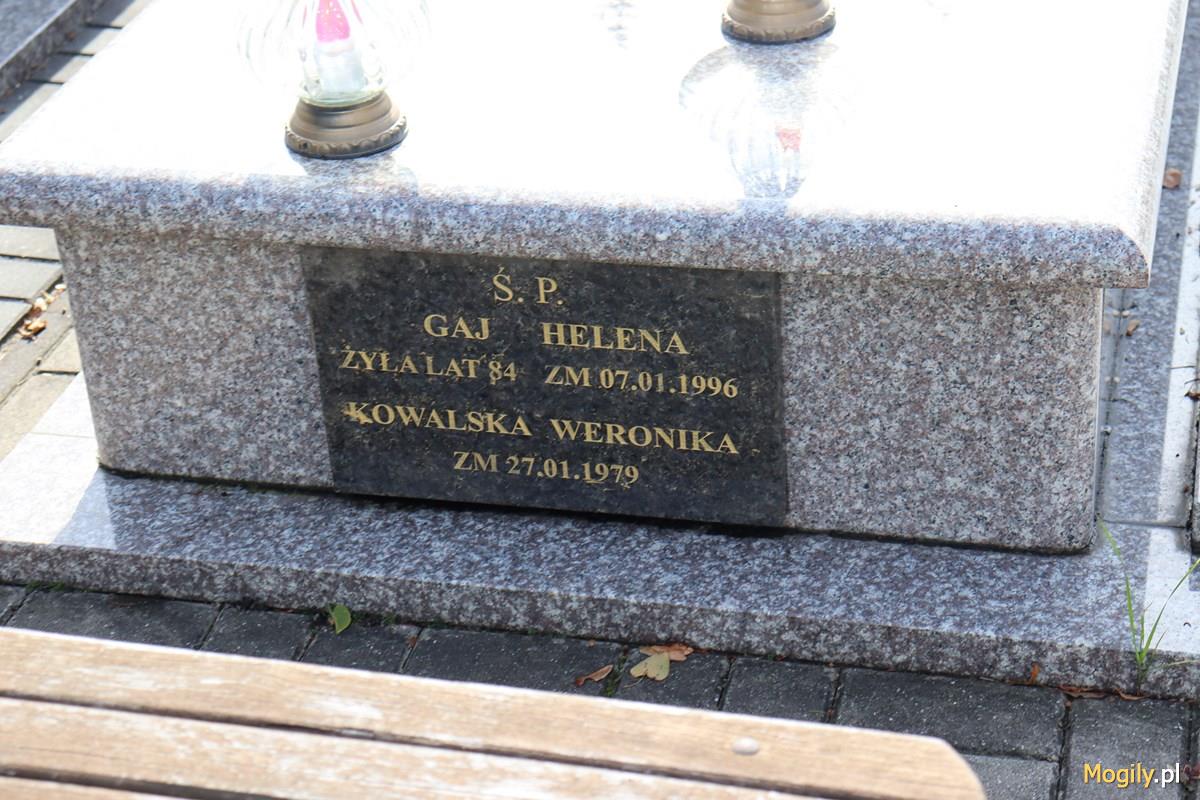 Ś. P.
GAJ HELENA
ŻYŁA LAT 84 ZM 07.01.1996
KOWALSKA WERONIKA
ZM 27.01.1979
Mogily.pl